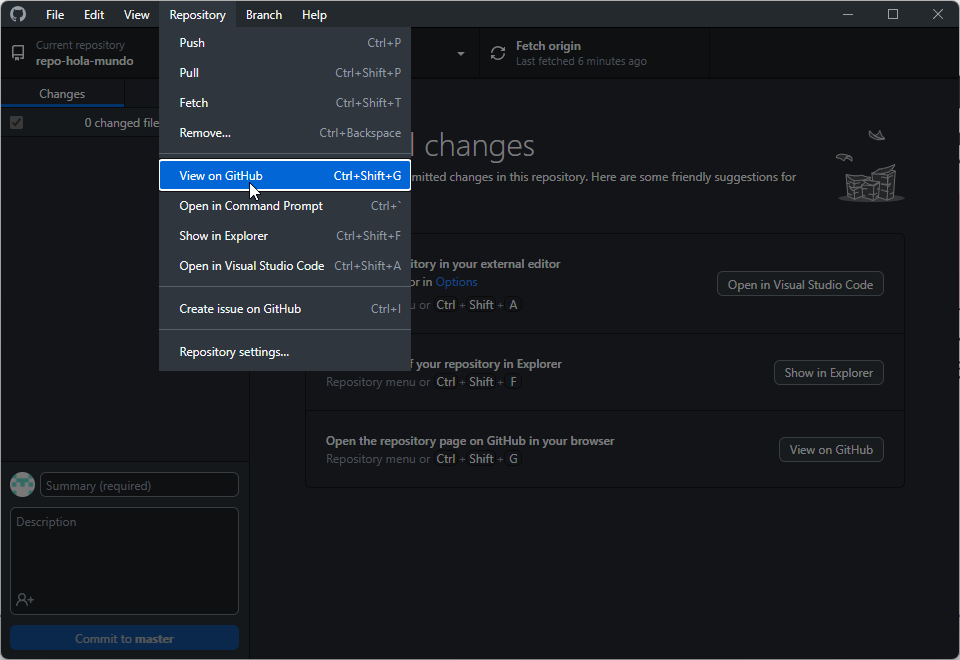 File Edit View Repository Branch Help
Current repository
repo-hola-mundo
Fetch origin
Last fetched 6 minutes ago
Changes
0 changed file
Push Ctrl+P
Pull Ctrl+Shift+P
Fetch Ctrl+Shift+T
Remove... Ctrl+Backspace
View on GitHub Ctrl+Shift+G
Open in Command Prompt Ctrl+`
Show in Explorer Ctrl+Shift+F
Open in Visual Studio Code Ctrl+Shift+A
Create issue on GitHub Ctrl+I
Repository settings...
changes
mitted changes in this repository. Here are some friendly suggestions for
itory in your external editor
or in Options
or Ctrl + Shift + A
Open in Visual Studio Code
f your repository in Explorer
Repository menu or Ctrl + Shift + F
Show in Explorer
Open the repository page on GitHub in your browser
Repository menu or Ctrl + Shift + G
View on GitHub
Summary (required)
Description
Commit to master